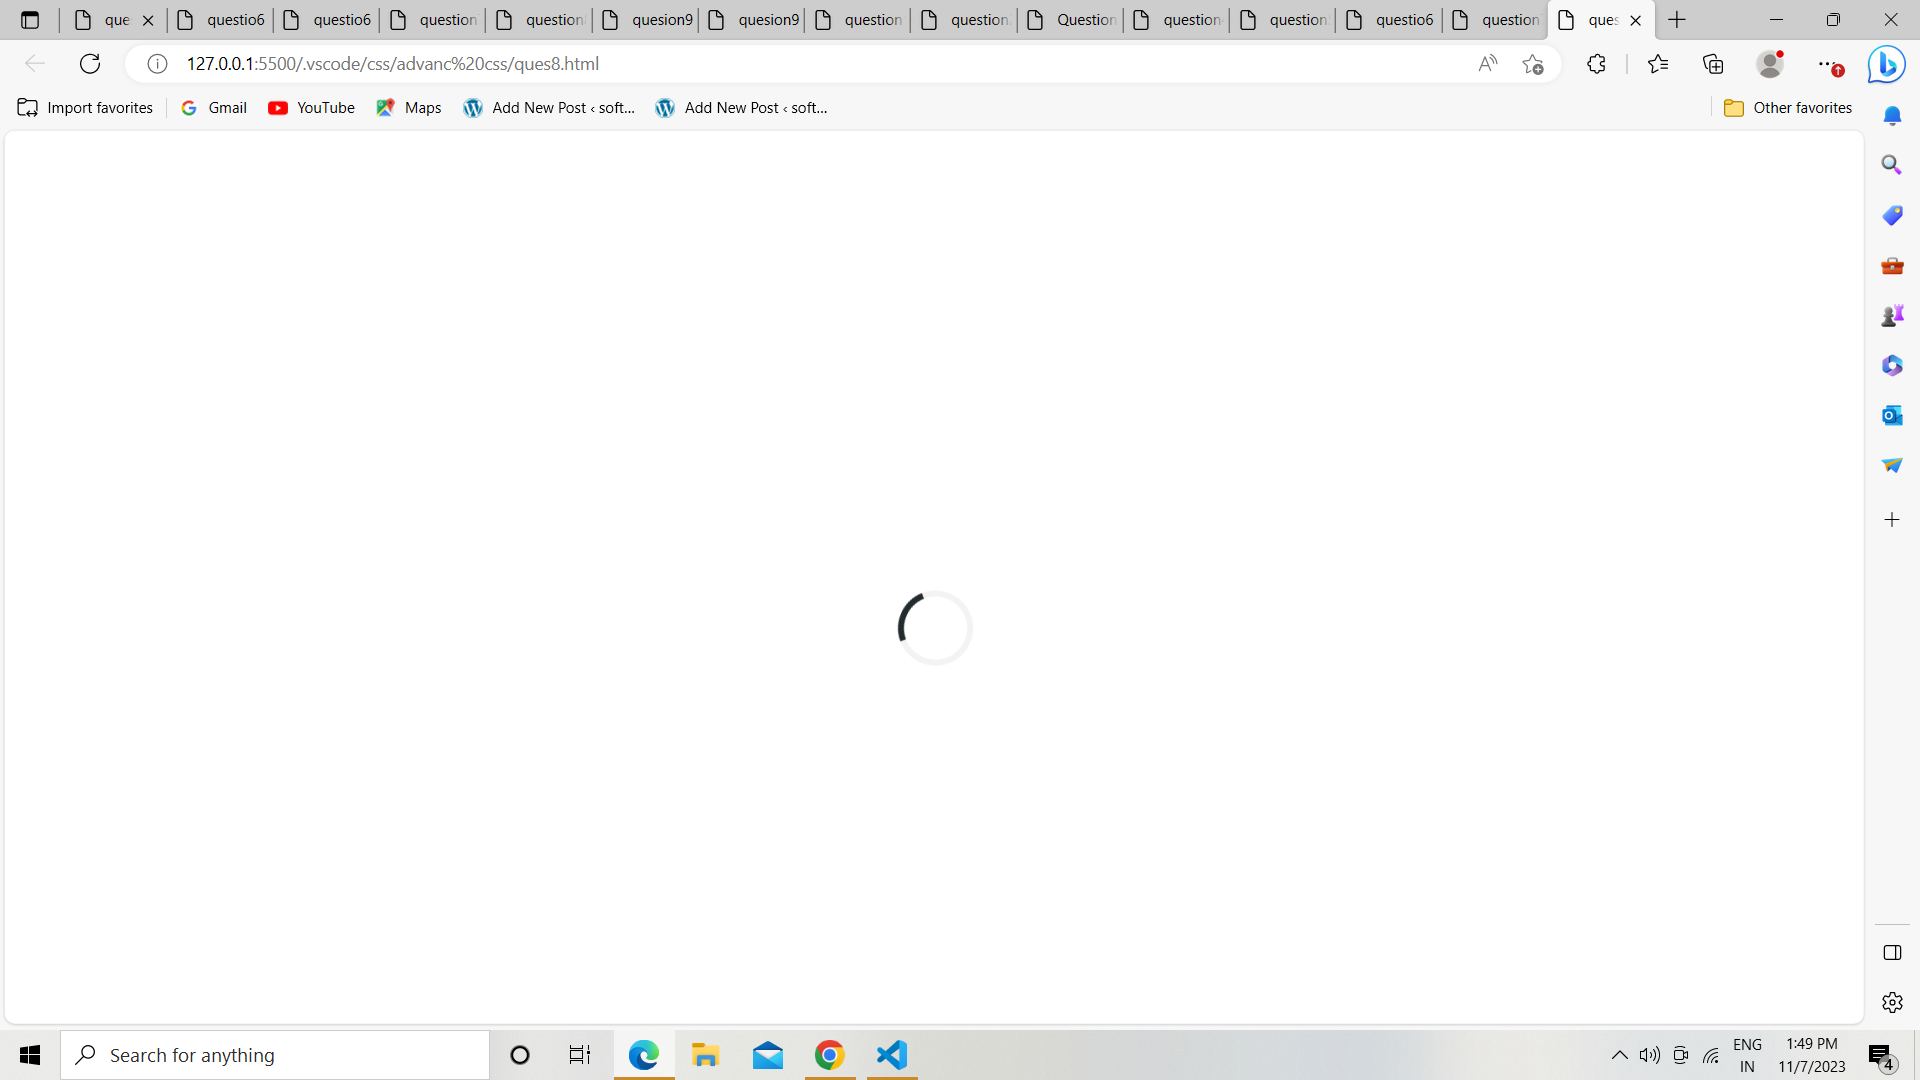 que
questio6
questio6
question
question
quesion9
quesion9
question
question
Question
question
question
questio6
question
ques
127.0.0.1:5500/.vscode/css/advanc%20css/ques8.html
Import favorites
Gmail
YouTube
Maps
Add New Post ‹ soft...
Add New Post ‹ soft...
Other favorites
Search for anything
ENG
IN
1:49 PM
11/7/2023
4